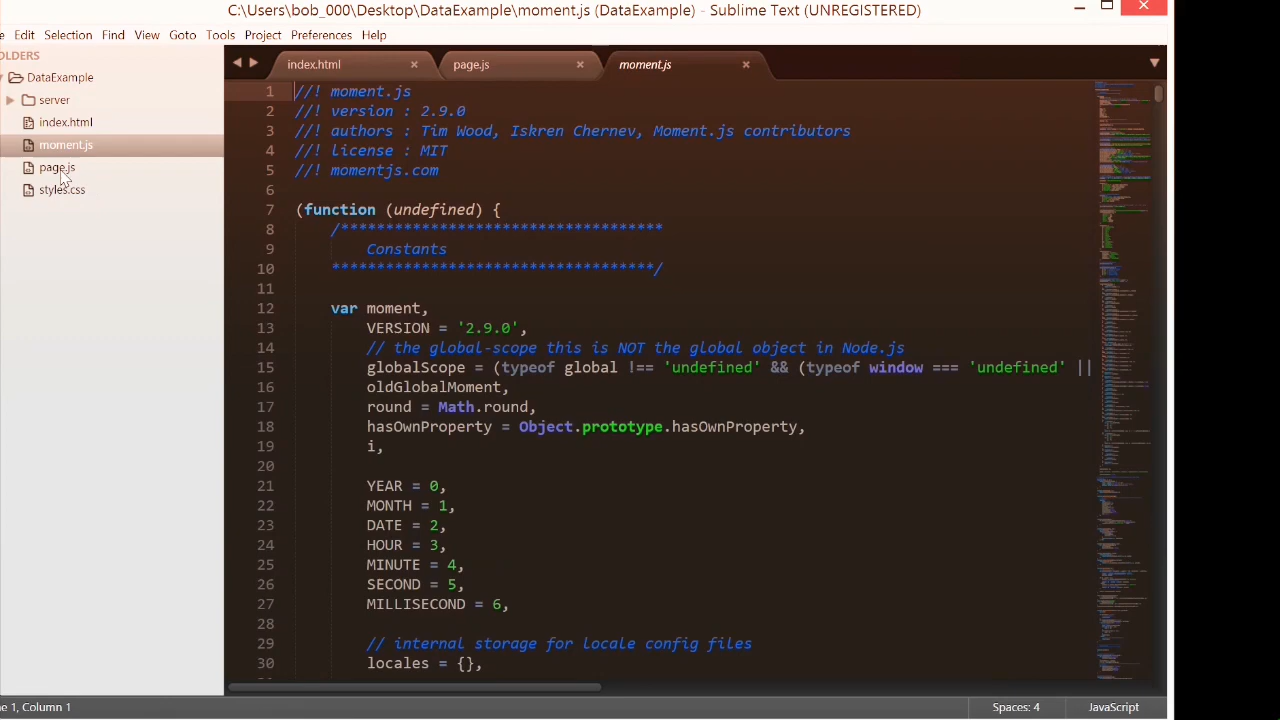 C:\Users\bob_000\Desktop\DataExample\moment.js (DataExample) - Sublime Text (UNREGISTERED)
Edit Selection Find View Goto Tools Project Preferences Help
OLDERS
DataExample
server
index.html
moment.js
page.js
styles.css
index.html page.js moment.js
1 //! moment.js
2 //! version : 2.9.0
3 //! authors : Tim Wood, Iskren Chernev, Moment.js contributors
4 //! license : MIT
5 //! momentjs.com
6
7 (function (undefined) {
8 /************************************
9 Constants
10 ************************************/
11
12 var moment,
13 VERSION = '2.9.0',
14 // the global-scope this is NOT the global object in Node.js
15 globalScope = (typeof global !== 'undefined' && (typeof window === 'undefined' ||
16 oldGlobalMoment,
17 round = Math.round,
18 hasOwnProperty = Object.prototype.hasOwnProperty,
19 i,
20
21 YEAR = 0,
22 MONTH = 1,
23 DATE = 2,
24 HOUR = 3,
25 MINUTE = 4,
26 SECOND = 5,
27 MILLISECOND = 6,
28
29 // internal storage for locale config files
30 locales = {},
ne 1, Column 1 Spaces: 4 JavaScript